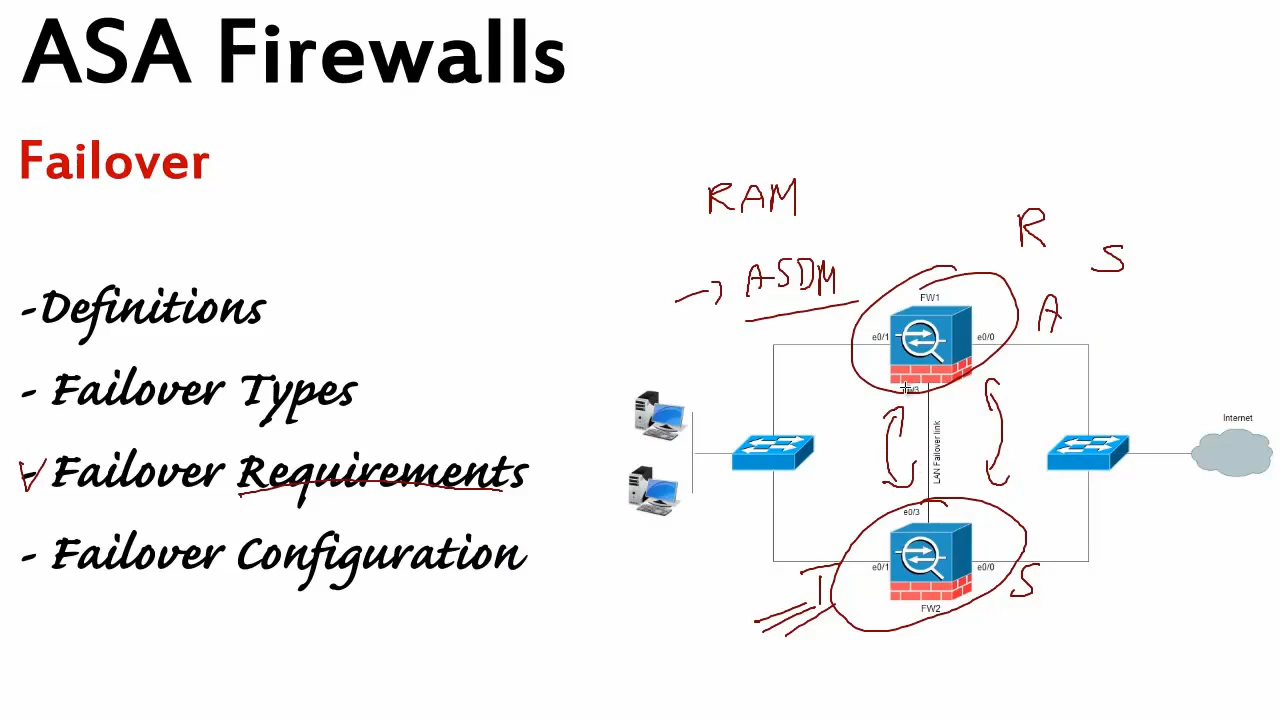 ASA Firewalls
Failover
-Definitions
- Failover Types
- Failover Requirements
- Failover Configuration
RAM
R
S
ASDM
A
FW1
e0/1
e0/0
LAN Failover link
Internet
e0/3
e0/1
e0/0
S
FW2